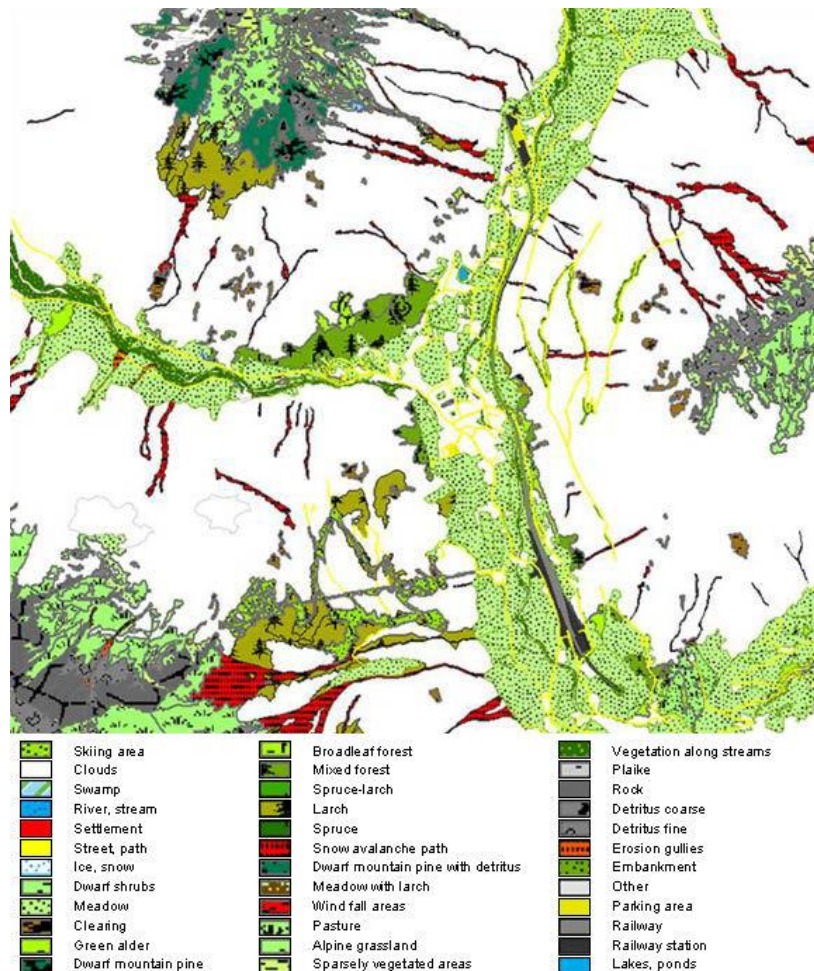 Skiing area
Clouds
Swamp
River, stream
Settlement
Street, path
Ice, snow
Dwarf shrubs
Meadow
Clearing
Green alder
Dwarf mountain pine
Broadleaf forest
Mixed forest
Spruce-larch
Larch
Spruce
Snow avalanche path
Dwarf mountain pine with detritus
Meadow with larch
Wind fall areas
Pasture
Alpine grassland
Sparsely vegetated areas
Vegetation along streams
Plaike
Rock
Detritus coarse
Detritus fine
Erosion gullies
Embankment
Other
Parking area
Railway
Railway station
Lakes, ponds